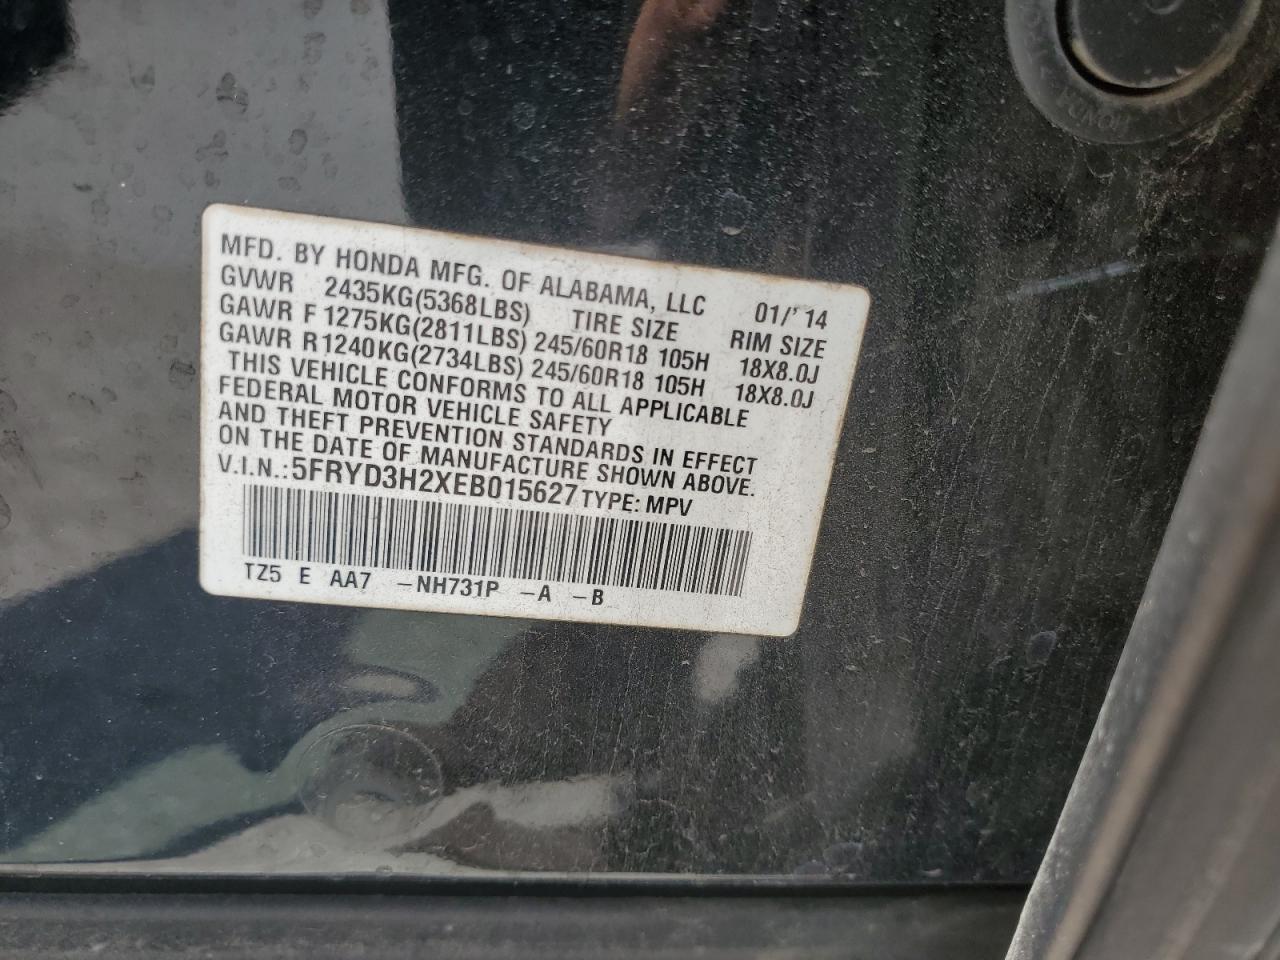 HONDA
MFD. BY HONDA MFG. OF ALABAMA, LLC 01/'14
GVWR 2435KG(5368LBS) TIRE SIZE RIM SIZE
GAWR F 1275KG(2811LBS) 245/60R18 105H 18X8.0J
GAWR R1240KG(2734LBS) 245/60R18 105H 18X8.0J
THIS VEHICLE CONFORMS TO ALL APPLICABLE
FEDERAL MOTOR VEHICLE SAFETY
AND THEFT PREVENTION STANDARDS IN EFFECT
ON THE DATE OF MANUFACTURE SHOWN ABOVE.
V.I.N.:5FRYD3H2XEB015627 TYPE: MPV
TZ5 E AA7 -NH731P -A -B